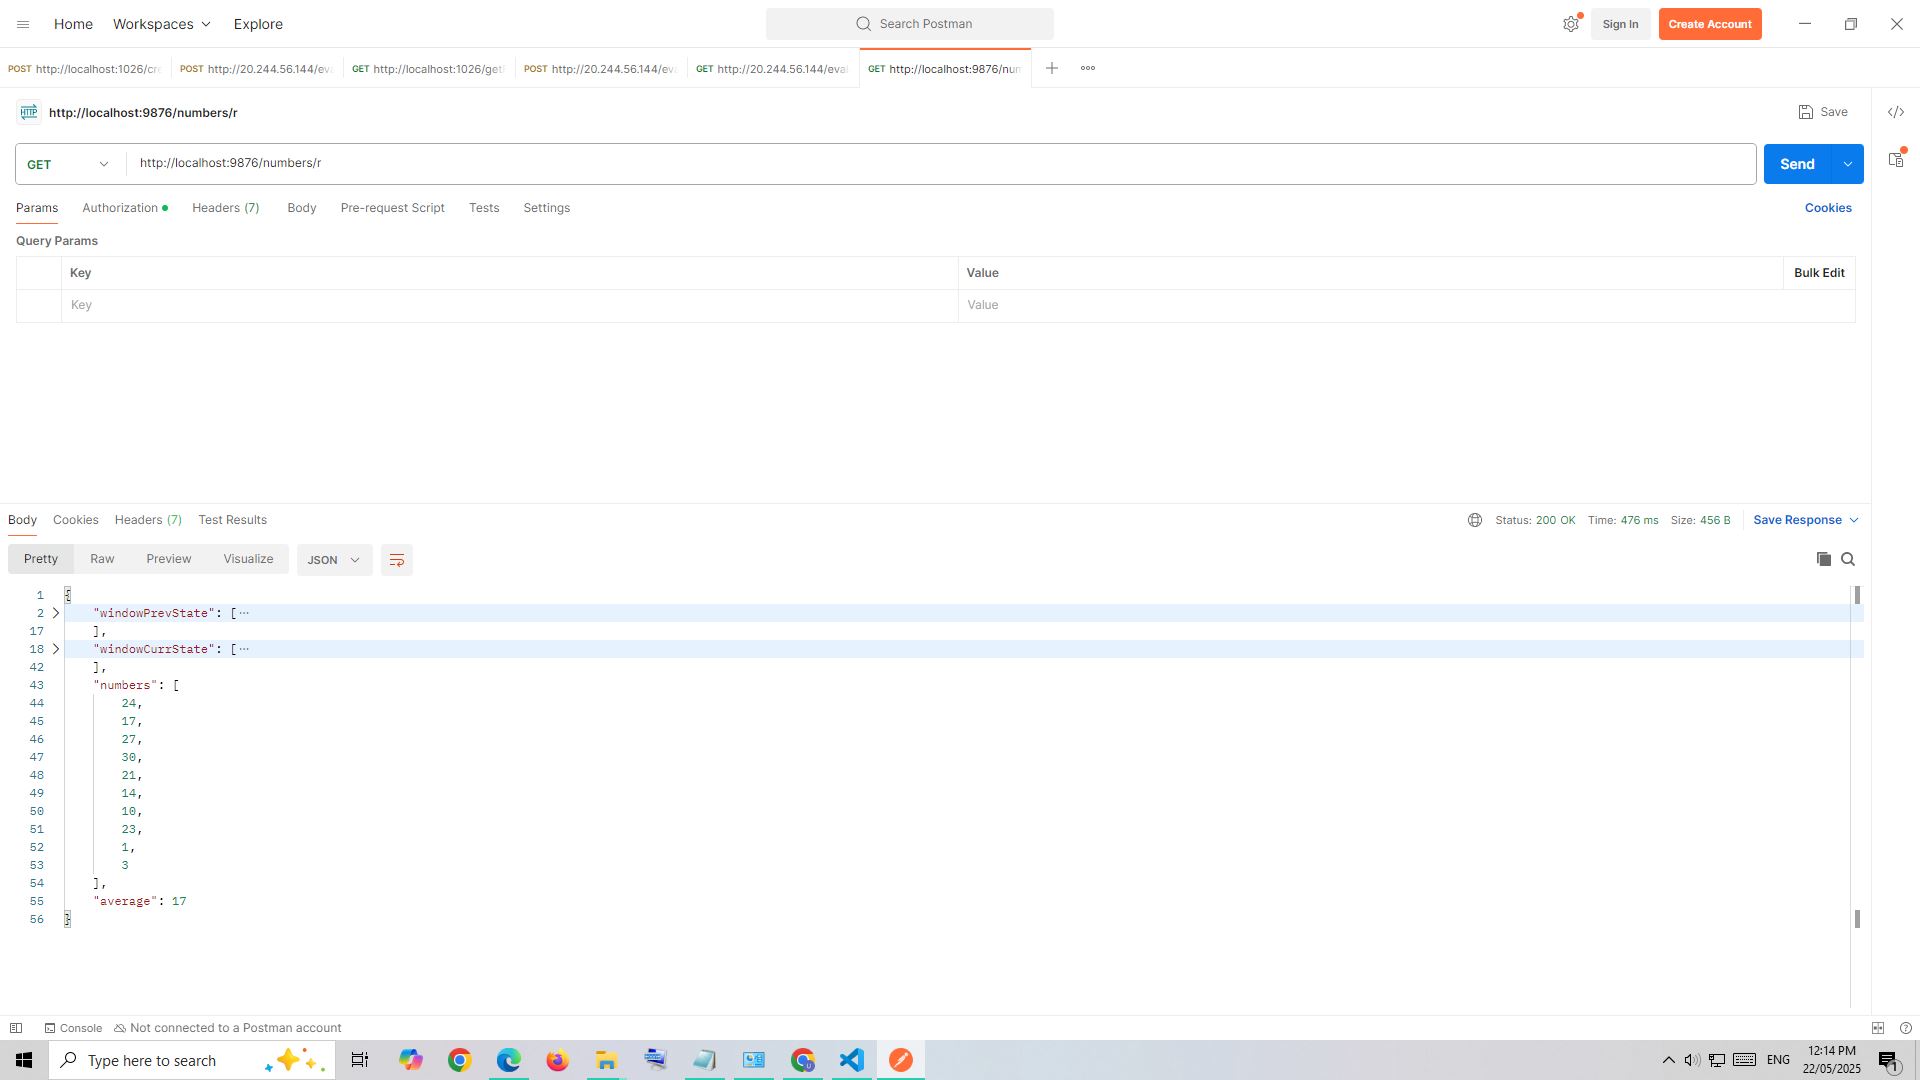 Home Workspaces Explore Search Postman Sign In Create Account
POST http://localhost:1026/cre POST http://20.244.56.144/eva GET http://localhost:1026/get POST http://20.244.56.144/eva GET http://20.244.56.144/eval GET http://localhost:9876/num
HTTP http://localhost:9876/numbers/r Save
GET http://localhost:9876/numbers/r Send
Params Authorization Headers (7) Body Pre-request Script Tests Settings Cookies
Query Params
Key Value Bulk Edit
Key Value
Body Cookies Headers (7) Test Results Status: 200 OK Time: 476 ms Size: 456 B Save Response
Pretty Raw Preview Visualize JSON
1 {
2 "windowPrevState": [···
17 ],
18 "windowCurrState": [···
42 ],
43 "numbers": [
44 24,
45 17,
46 27,
47 30,
48 21,
49 14,
50 10,
51 23,
52 1,
53 3
54 ],
55 "average": 17
56 }
Console Not connected to a Postman account
Type here to search ENG 12:14 PM
22/05/2025 1